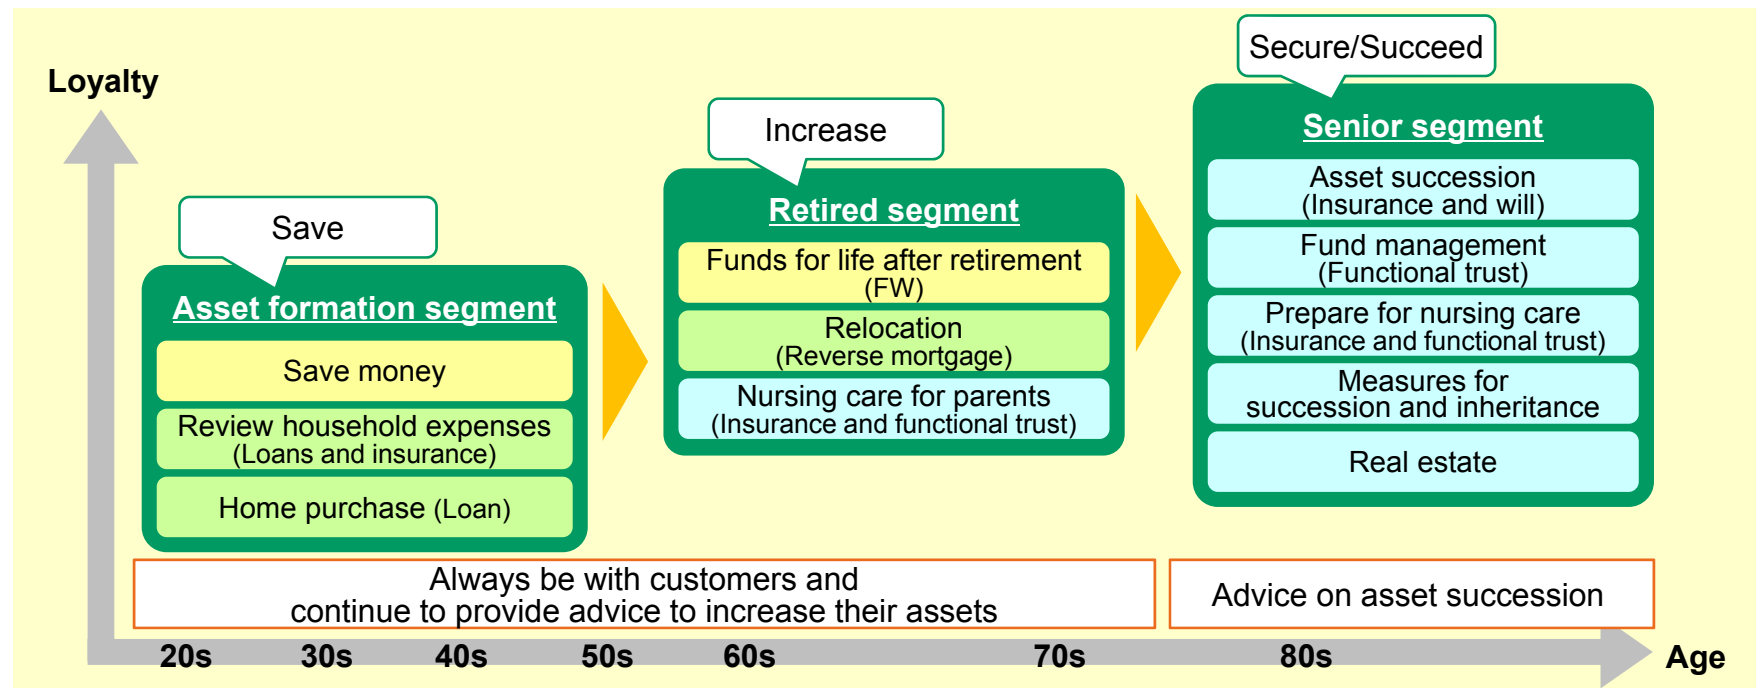 Loyalty
Save
Asset formation segment
Save money
Review household expenses
(Loans and insurance)
Home purchase (Loan)
Increase
Retired segment
Funds for life after retirement
(FW)
Relocation
(Reverse mortgage)
Nursing care for parents
(Insurance and functional trust)
Secure/Succeed
Senior segment
Asset succession
(Insurance and will)
Fund management
(Functional trust)
Prepare for nursing care
(Insurance and functional trust)
Measures for
succession and inheritance
Real estate
Always be with customers and
continue to provide advice to increase their assets
Advice on asset succession
20s 30s 40s 50s 60s 70s 80s
Age